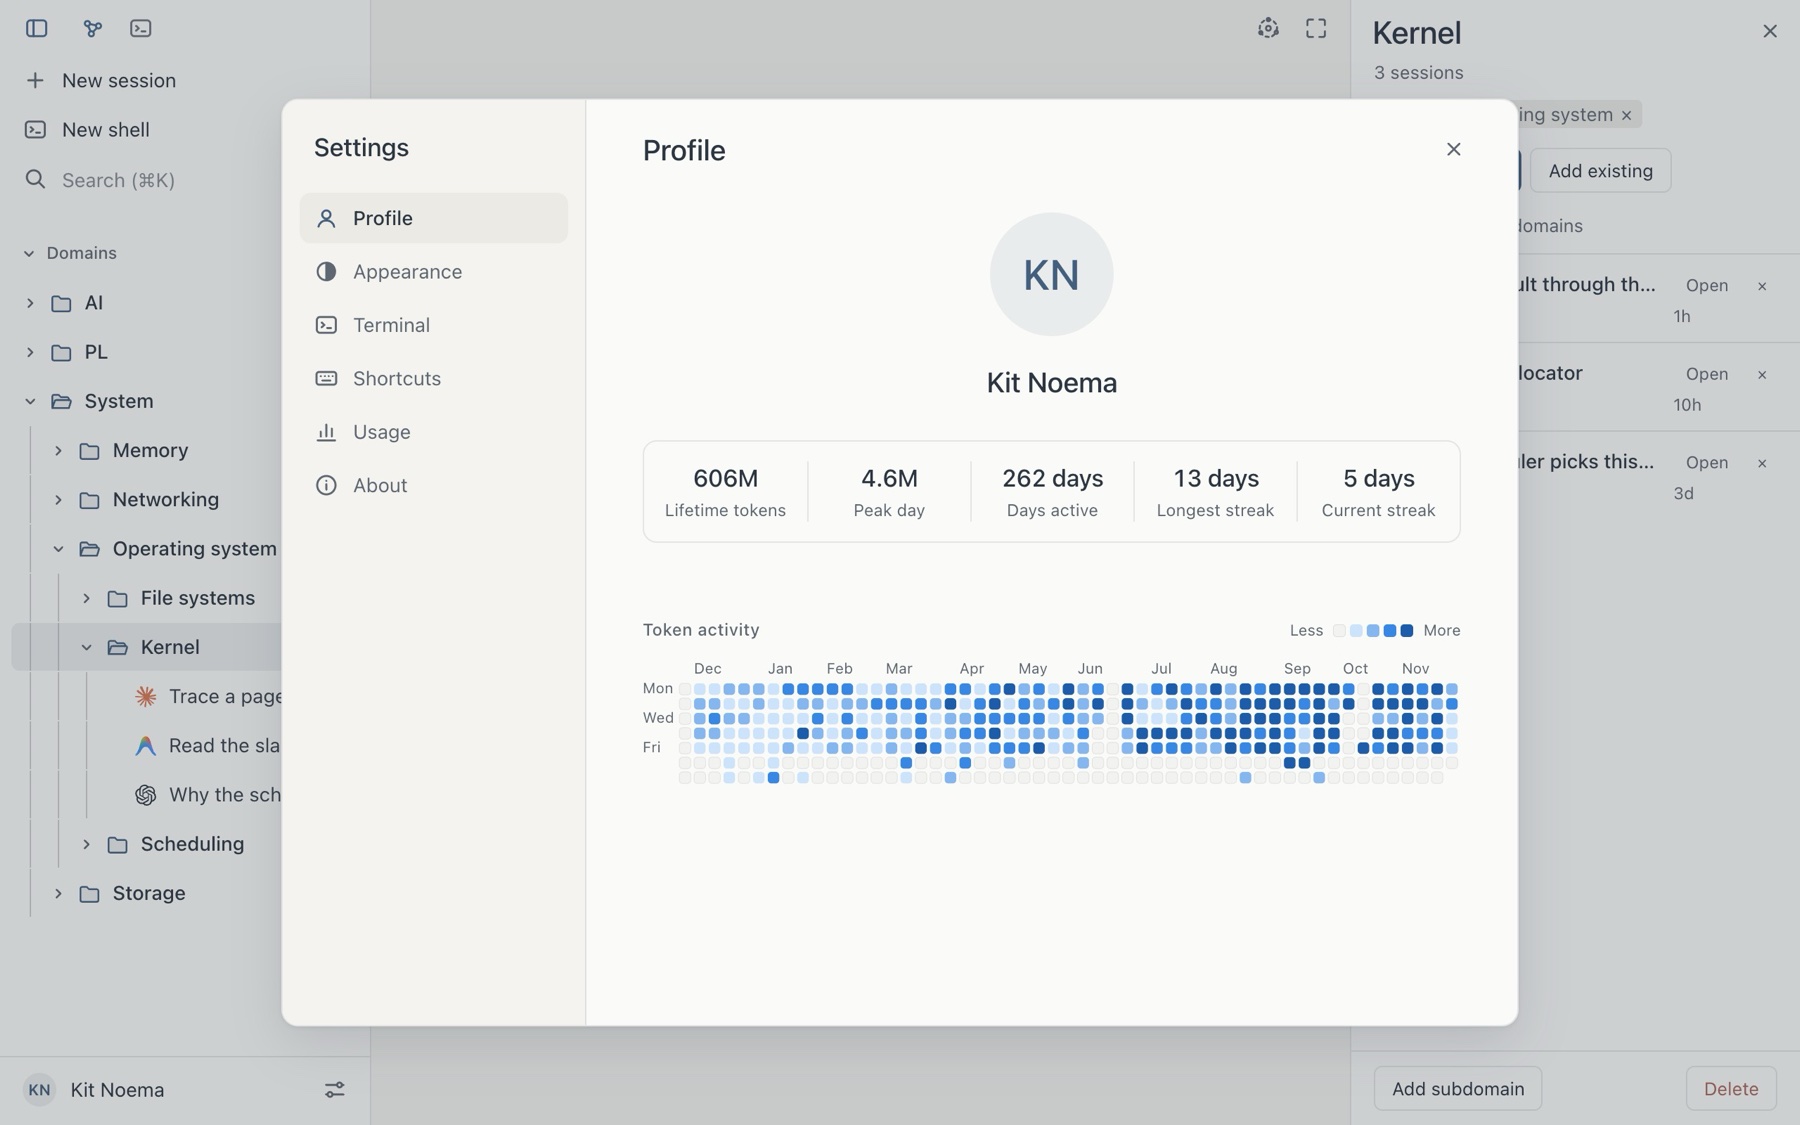 New session
New shell
Search (⌘K)
Domains
AI
PL
System
Memory
Networking
Operating system
File systems
Kernel
Trace a page
Read the sla
Why the sch
Scheduling
Storage
KN
Kit Noema
Settings
Profile
Appearance
Terminal
Shortcuts
Usage
About
Profile
KN
Kit Noema
606M 4.6M 262 days 13 days 5 days
Lifetime tokens Peak day Days active Longest streak Current streak
Token activity Less More
Dec Jan Feb Mar Apr May Jun Jul Aug Sep Oct Nov
Mon
Wed
Fri
Kernel
3 sessions
ing system ×
Add existing
domains
ult through th... Open ×
1h
locator Open ×
10h
uler picks this... Open ×
3d
Add subdomain Delete